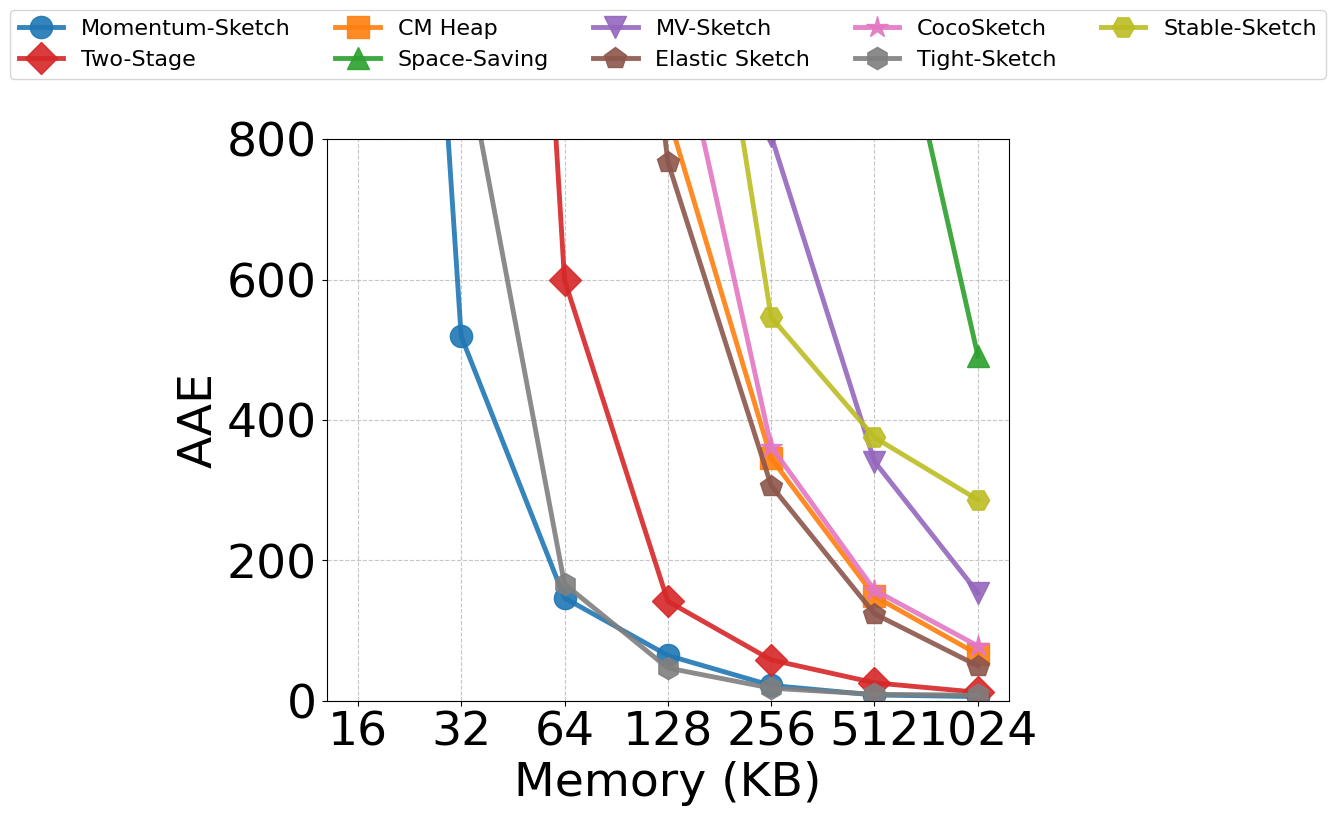 Momentum-Sketch CM Heap MV-Sketch CocoSketch Stable-Sketch
Two-Stage Space-Saving Elastic Sketch Tight-Sketch
800
600
400
200
0
AAE
16 32 64 128 256 512 1024
Memory (KB)